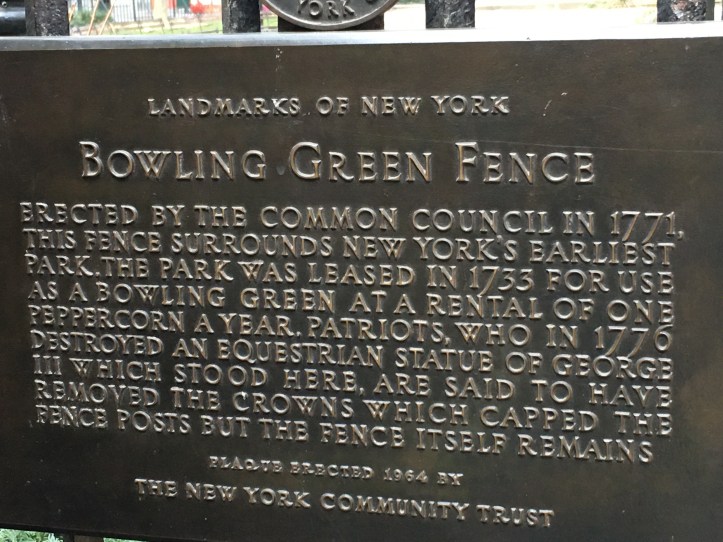 YORK
LANDMARKS OF NEW YORK
BOWLING GREEN FENCE
ERECTED BY THE COMMON COUNCIL IN 1771,
THIS FENCE SURROUNDS NEW YORK'S EARLIEST
PARK. THE PARK WAS LEASED IN 1733 FOR USE
AS A BOWLING GREEN AT A RENTAL OF ONE
PEPPERCORN A YEAR. PATRIOTS, WHO IN 1776
DESTROYED AN EQUESTRIAN STATUE OF GEORGE
III WHICH STOOD HERE, ARE SAID TO HAVE
REMOVED THE CROWNS WHICH CAPPED THE
FENCE POSTS BUT THE FENCE ITSELF REMAINS
PLAQUE ERECTED 1964 BY
THE NEW YORK COMMUNITY TRUST